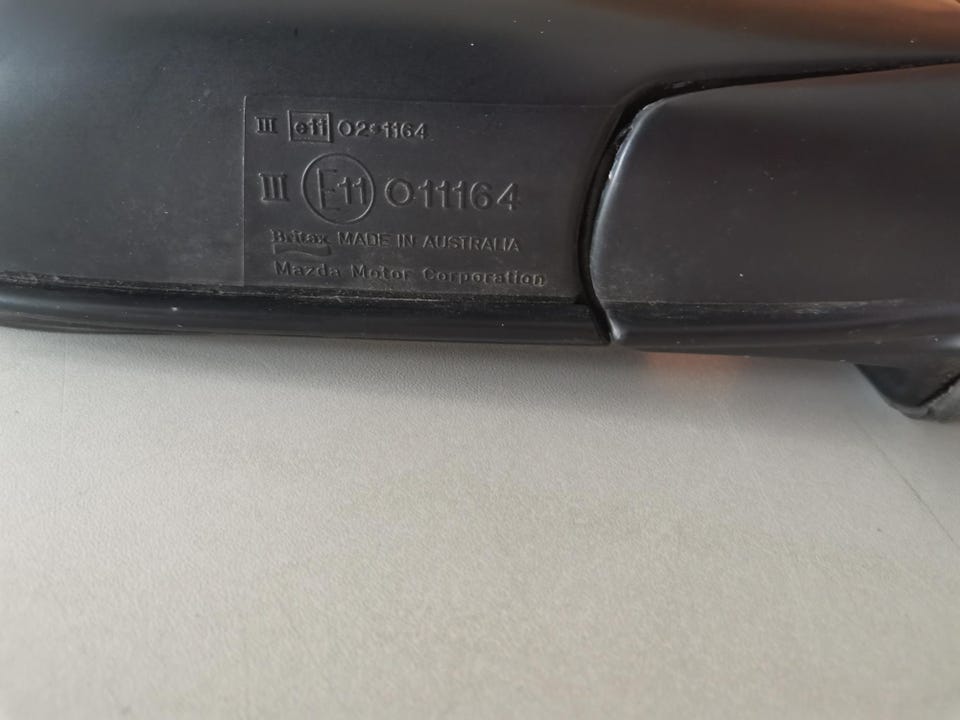 III e11 02*1164
III E11 011164
Britax MADE IN AUSTRALIA
Mazda Motor Corporation